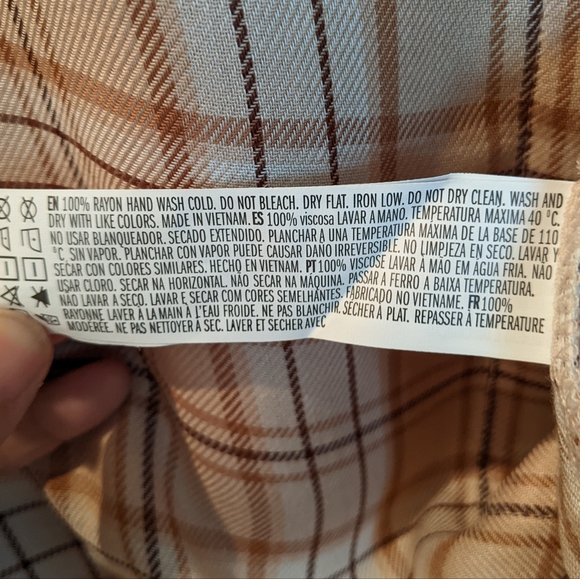 EN 100% RAYON HAND WASH COLD. DO NOT BLEACH. DRY FLAT. IRON LOW. DO NOT DRY CLEAN. WASH AND
DRY WITH LIKE COLORS. MADE IN VIETNAM. ES 100% viscosa LAVAR A MANO. TEMPERATURA MÁXIMA 40 °C.
NO USAR BLANQUEADOR. SECADO EXTENDIDO. PLANCHAR A UNA TEMPERATURA MÁXIMA DE LA BASE DE 110
°C, SIN VAPOR. PLANCHAR CON VAPOR PUEDE CAUSAR DAÑO IRREVERSIBLE. NO LIMPIEZA EN SECO. LAVAR Y
SECAR CON COLORES SIMILARES. HECHO EN VIETNAM. PT 100% VISCOSE LAVAR À MÃO EM AGUA FRIA. NÃO
USAR CLORO. SECAR NA HORIZONTAL. NÃO SECAR NA MÁQUINA. PASSAR A FERRO A BAIXA TEMPERATURA.
NÃO LAVAR A SECO. LAVAR E SECAR COM CORES SEMELHANTES. FABRICADO NO VIETNAME. FR 100%
RAYONNE LAVER À LA MAIN À L'EAU FROIDE. NE PAS BLANCHIR. SÉCHER À PLAT. REPASSER À TEMPÉRATURE
MODÉRÉE. NE PAS NETTOYER À SEC. LAVER ET SECHER AVEC